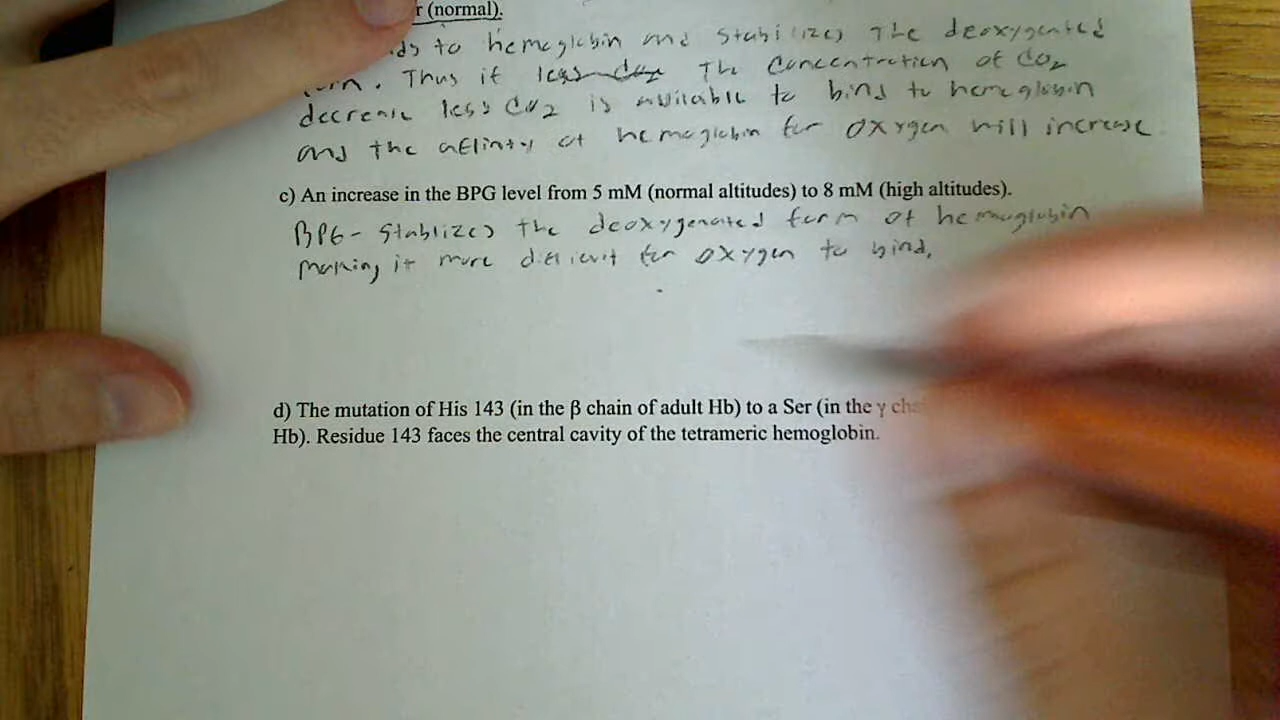 r (normal).
ds to hemoglobin and stabilizes the deoxygenated
form. Thus if less the concentration of CO2
decrease less CO2 is available to bind to hemoglobin
and the affinity of hemoglobin for oxygen will increase
c) An increase in the BPG level from 5 mM (normal altitudes) to 8 mM (high altitudes).
BPG- Stablizes the deoxygenated form of hemoglobin
making it more difficult for oxygen to bind.
d) The mutation of His 143 (in the β chain of adult Hb) to a Ser (in the γ cha
Hb). Residue 143 faces the central cavity of the tetrameric hemoglobin.